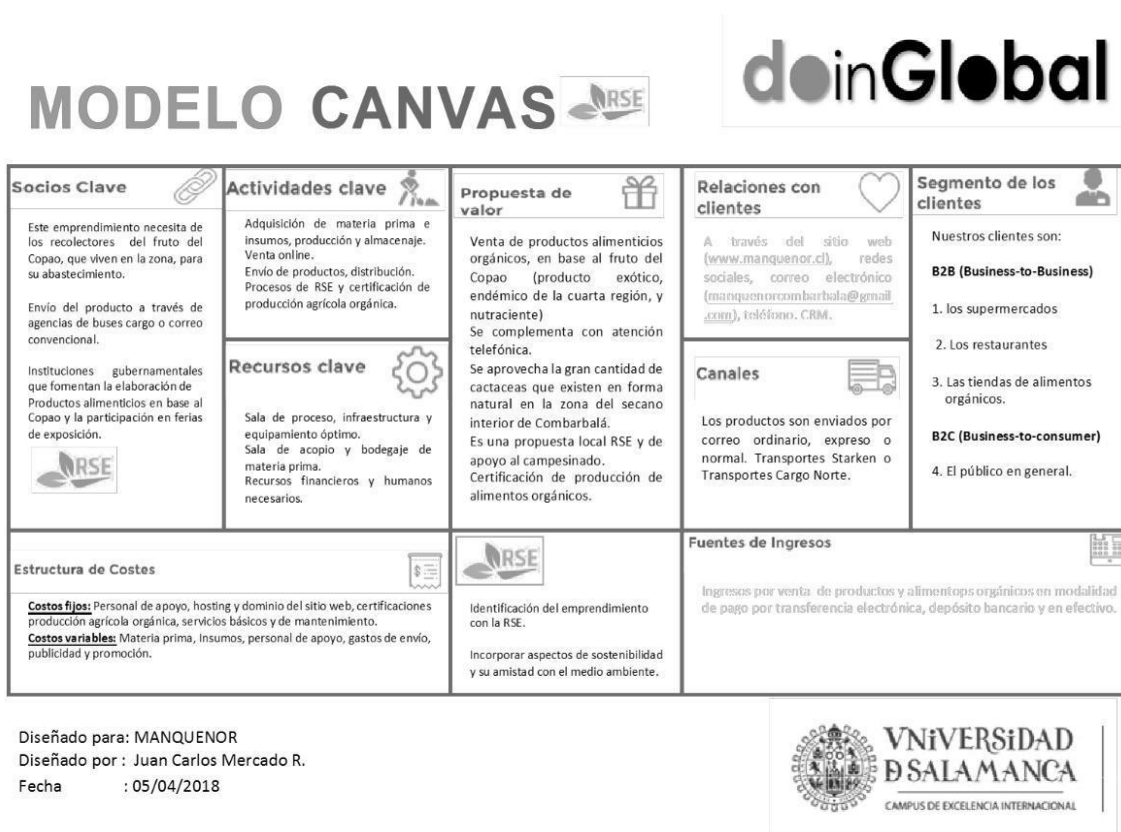 doinGlobal
MODELO CANVAS RSE
Socios Clave
Este emprendimiento necesita de
los recolectores del fruto del
Copao, que viven en la zona, para
su abastecimiento.
Envío del producto a través de
agencias de buses cargo o correo
convencional.
Instituciones gubernamentales
que fomentan la elaboración de
Productos alimenticios en base al
Copao y la participación en ferias
de exposición.
RSE
Actividades clave
Adquisición de materia prima e
insumos, producción y almacenaje.
Venta online.
Envío de productos, distribución.
Procesos de RSE y certificación de
producción agrícola orgánica.
Recursos clave
Sala de proceso, infraestructura y
equipamiento óptimo.
Sala de acopio y bodegaje de
materia prima.
Recursos financieros y humanos
necesarios.
Propuesta de
valor
Venta de productos alimenticios
orgánicos, en base al fruto del
Copao (producto exótico,
endémico de la cuarta región, y
nutraciente)
Se complementa con atención
telefónica.
Se aprovecha la gran cantidad de
cactaceas que existen en forma
natural en la zona del secano
interior de Combarbalá.
Es una propuesta local RSE y de
apoyo al campesinado.
Certificación de producción de
alimentos orgánicos.
Relaciones con
clientes
A través del sitio web
(www.manquenor.cl), redes
sociales, correo electrónico
(manquenorcombarbala@gmail
.com), teléfono. CRM.
Canales
Los productos son enviados por
correo ordinario, expreso o
normal. Transportes Starken o
Transportes Cargo Norte.
Segmento de los
clientes
Nuestros clientes son:
B2B (Business-to-Business)
1. los supermercados
2. Los restaurantes
3. Las tiendas de alimentos
orgánicos.
B2C (Business-to-consumer)
4. El público en general.
Estructura de Costes
$
Costos fijos: Personal de apoyo, hosting y dominio del sitio web, certificaciones
producción agrícola orgánica, servicios básicos y de mantenimiento.
Costos variables: Materia prima, Insumos, personal de apoyo, gastos de envío,
publicidad y promoción.
RSE
Identificación del emprendimiento
con la RSE.
Incorporar aspectos de sostenibilidad
y su amistad con el medio ambiente.
Fuentes de Ingresos
Ingresos por venta de productos y alimentops orgánicos en modalidad
de pago por transferencia electrónica, depósito bancario y en efectivo.
Diseñado para: MANQUENOR
Diseñado por : Juan Carlos Mercado R.
Fecha : 05/04/2018
VNiVERSiDAD
D SALAMANCA
CAMPUS DE EXCELENCIA INTERNACIONAL